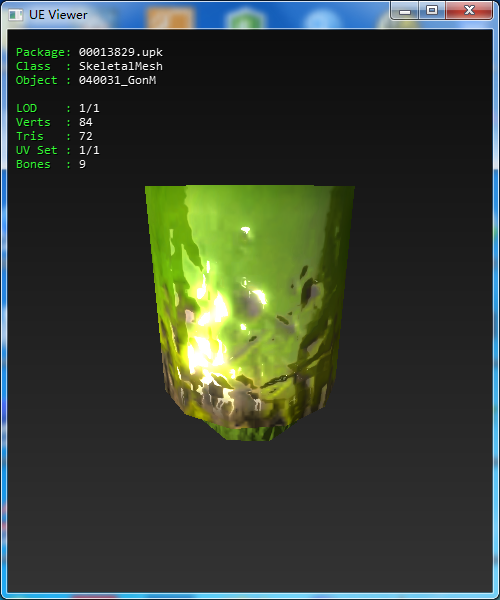 UE Viewer
Package: 00013829.upk
Class : SkeletalMesh
Object : 040031_GonM
LOD : 1/1
Verts : 84
Tris : 72
UV Set : 1/1
Bones : 9